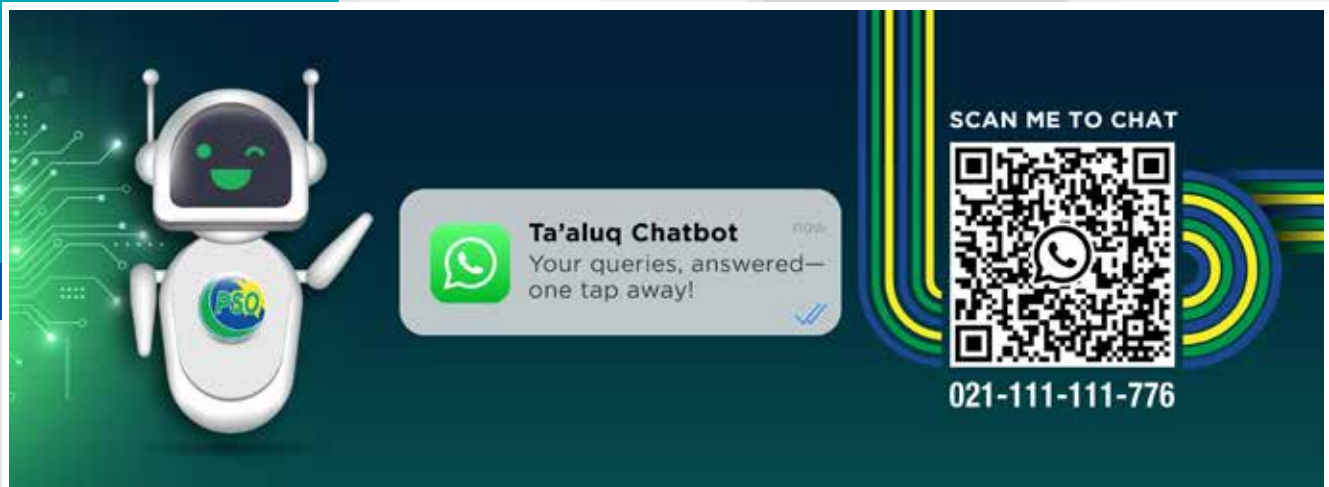 PSO
Ta'aluq Chatbot
now
Your queries, answered—
one tap away!
SCAN ME TO CHAT
021-111-111-776